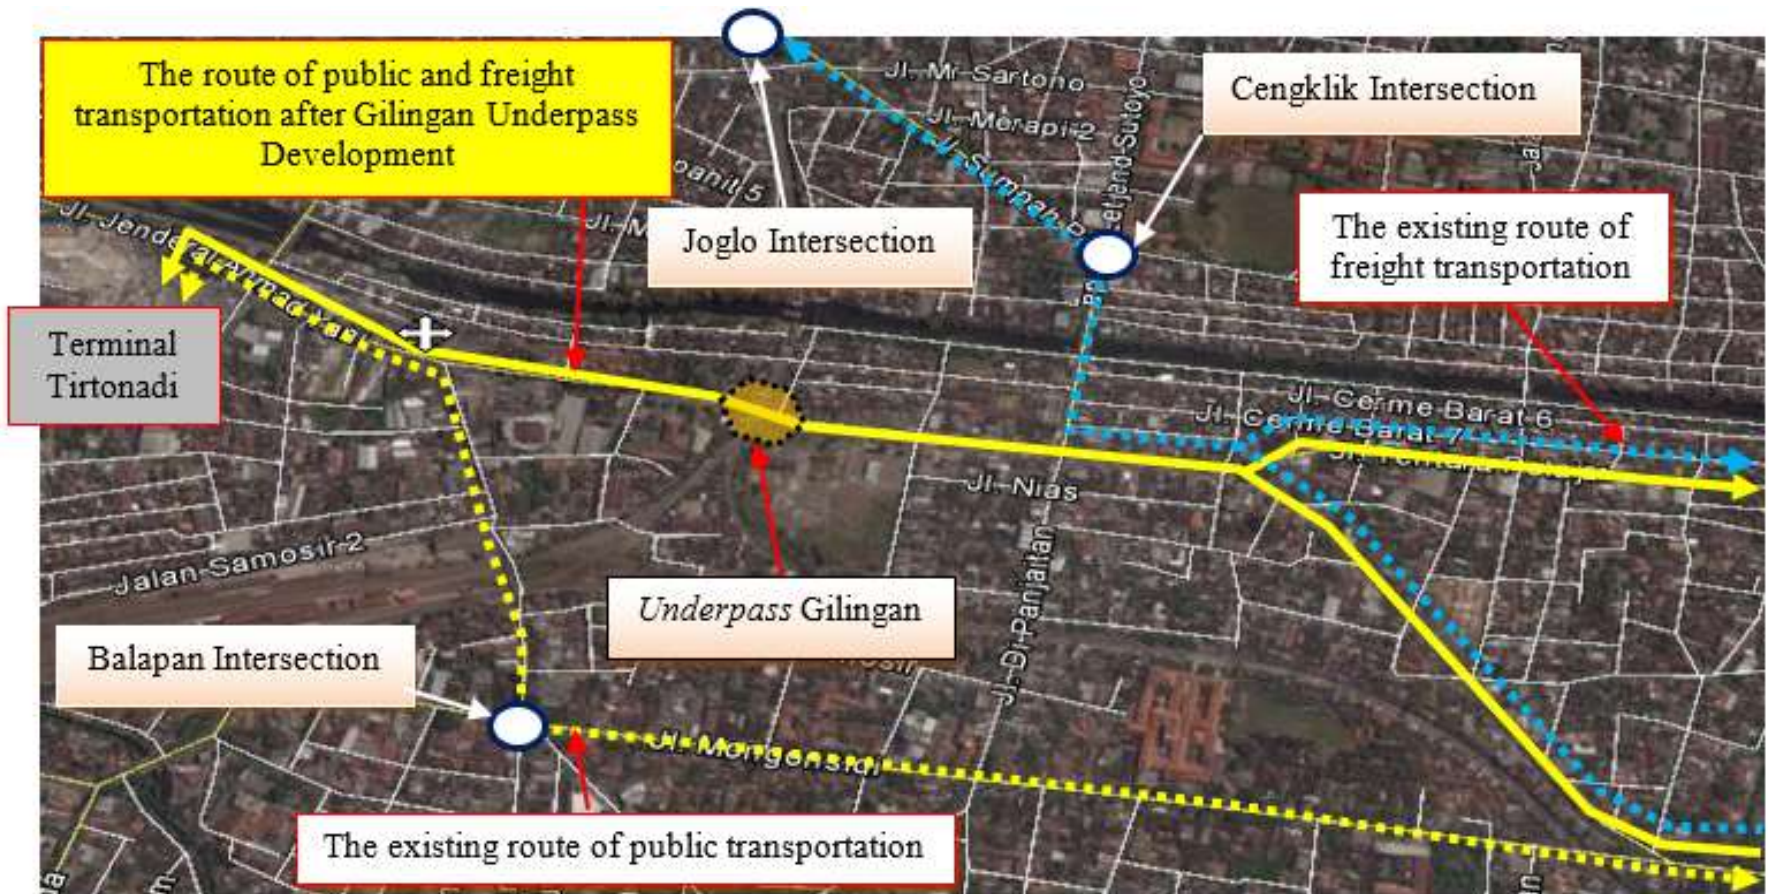 The route of public and freight
transportation after Gilingan Underpass
Development
Jl. Mr Sartono
Cengklik Intersection
Jl. Merapi 2
oanit 5
Jl. M
Joglo Intersection
The existing route of
freight transportation
Jl. Jenderal Ahmad Yani
Terminal
Tirtonadi
Jl. Cerme Barat 6
Jl. Cerme Barat 7
Jl. Nias
Jalan Samosir 2
Jl. Di Panjaitan
Underpass Gilingan
Balapan Intersection
Jl. Mongonsidi
The existing route of public transportation